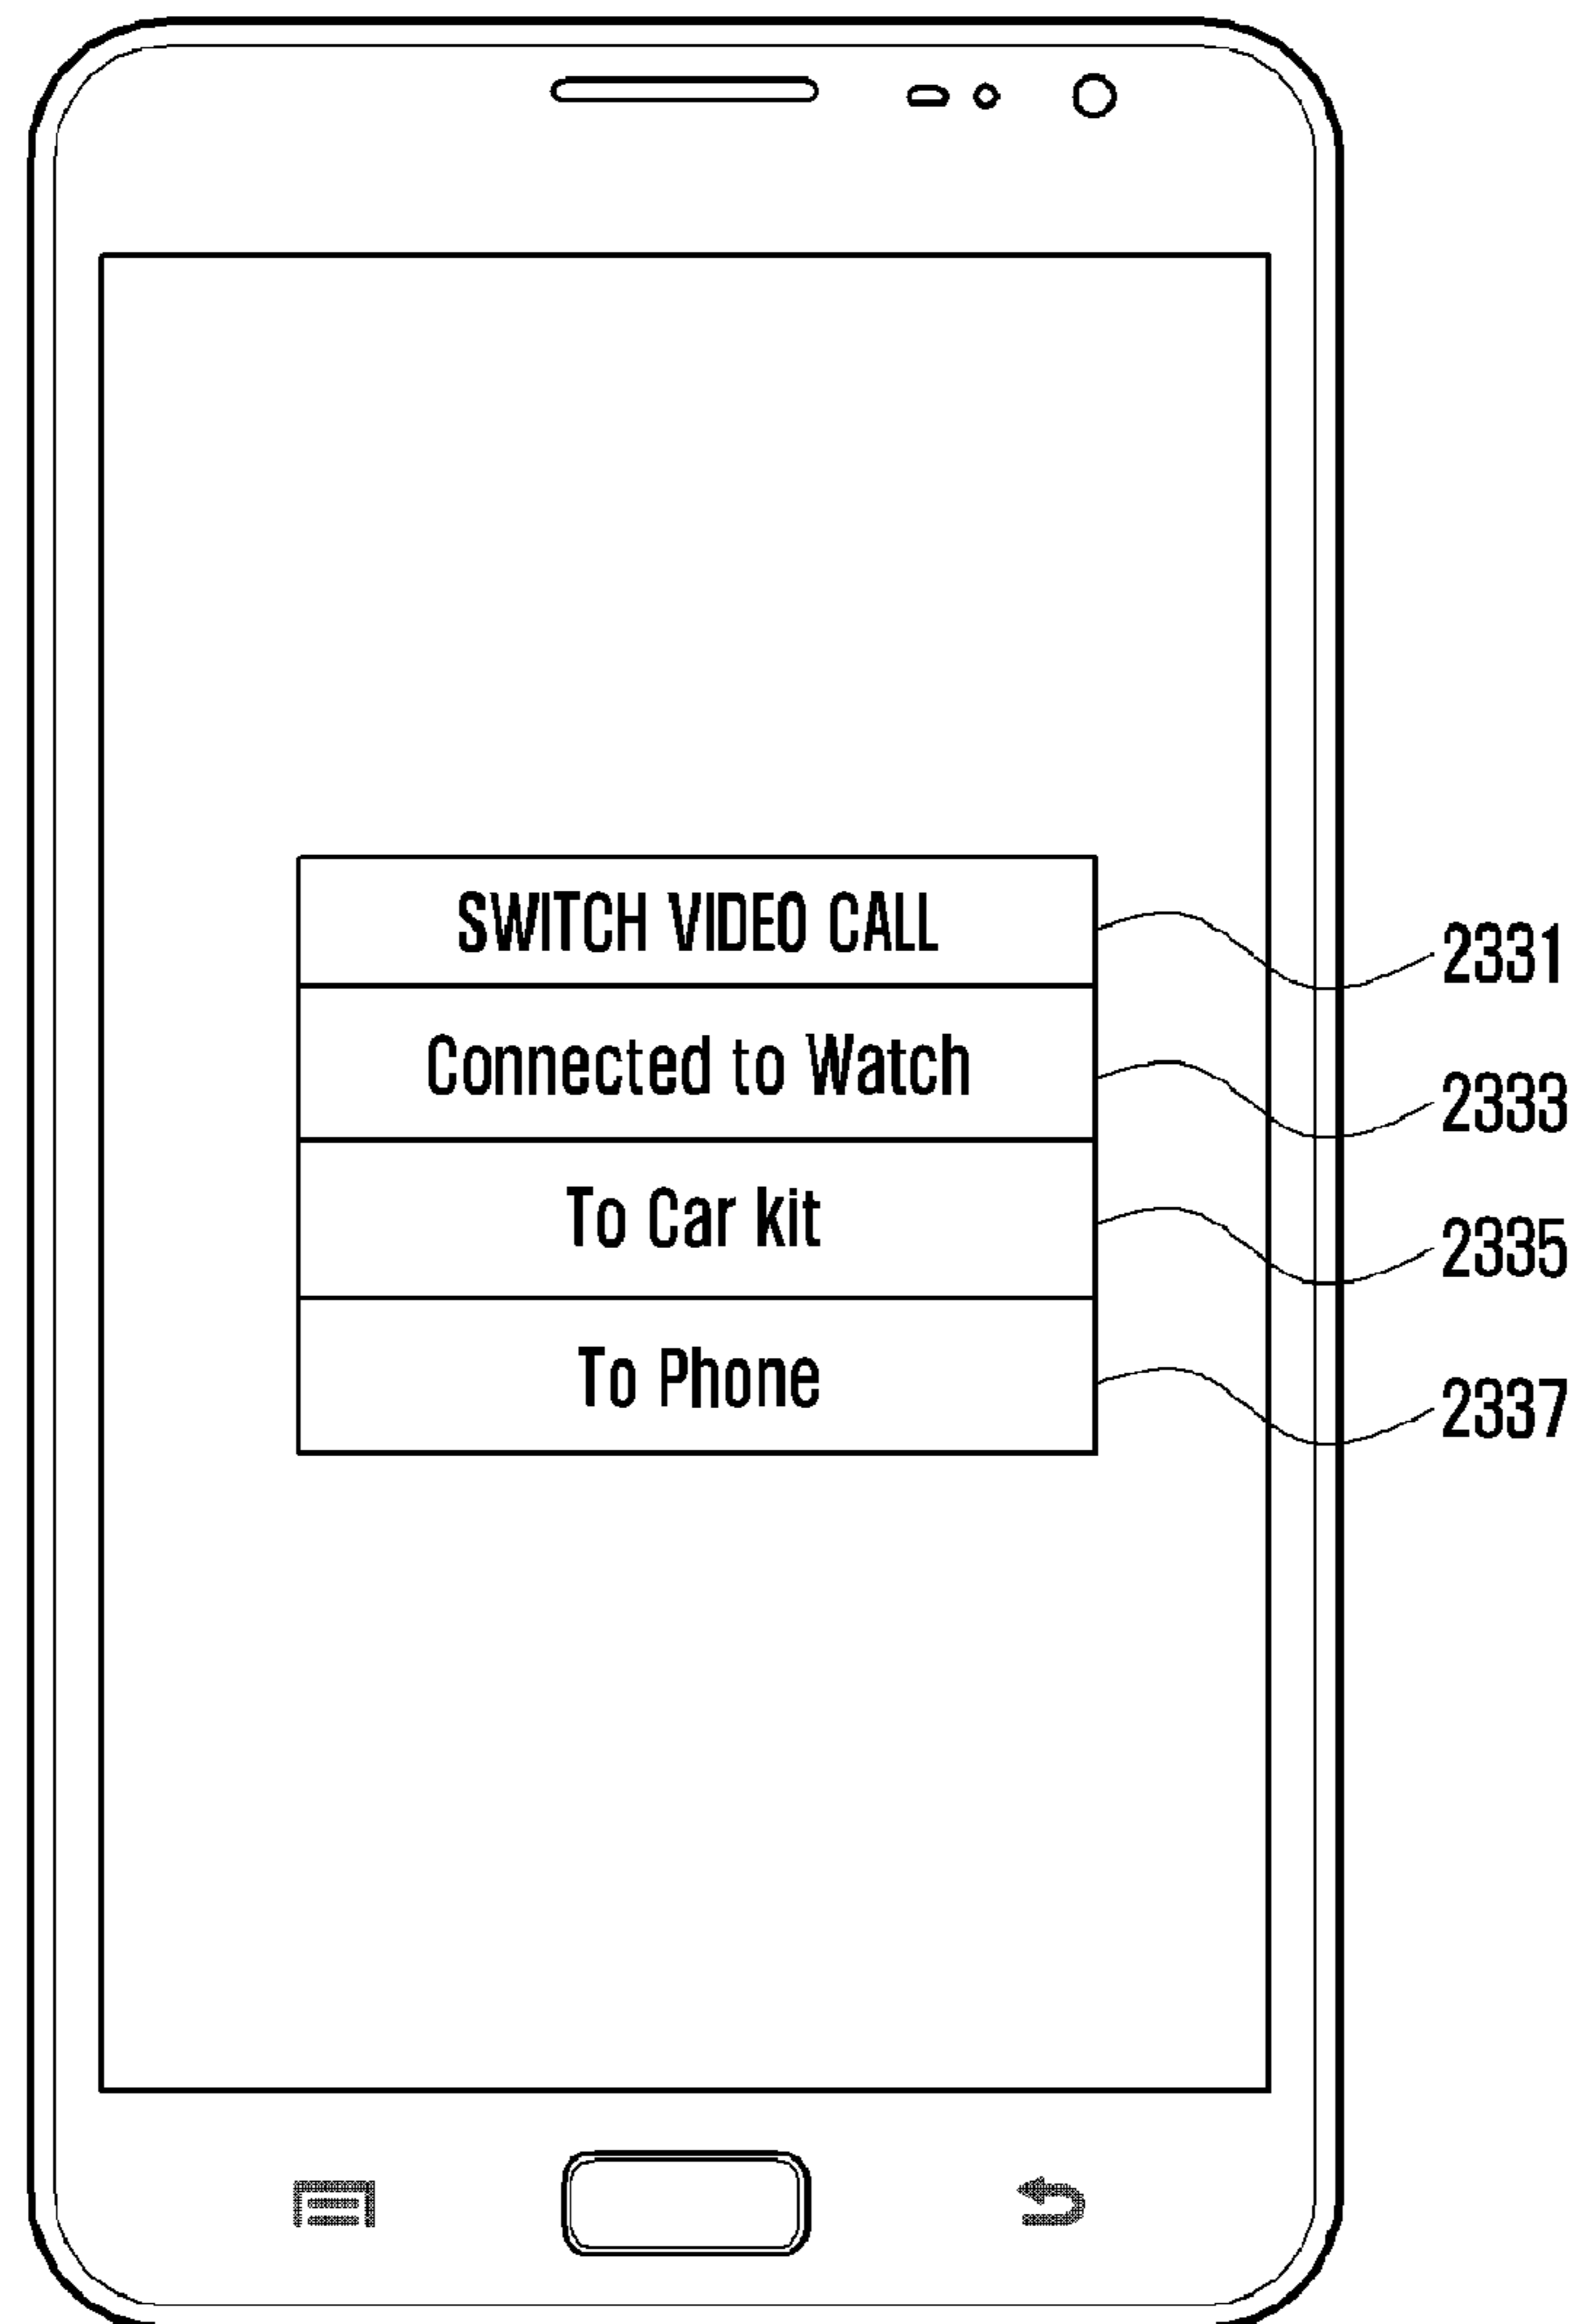 SWITCH VIDEO CALL 2331
Connected to Watch 2333
To Car kit 2335
To Phone 2337